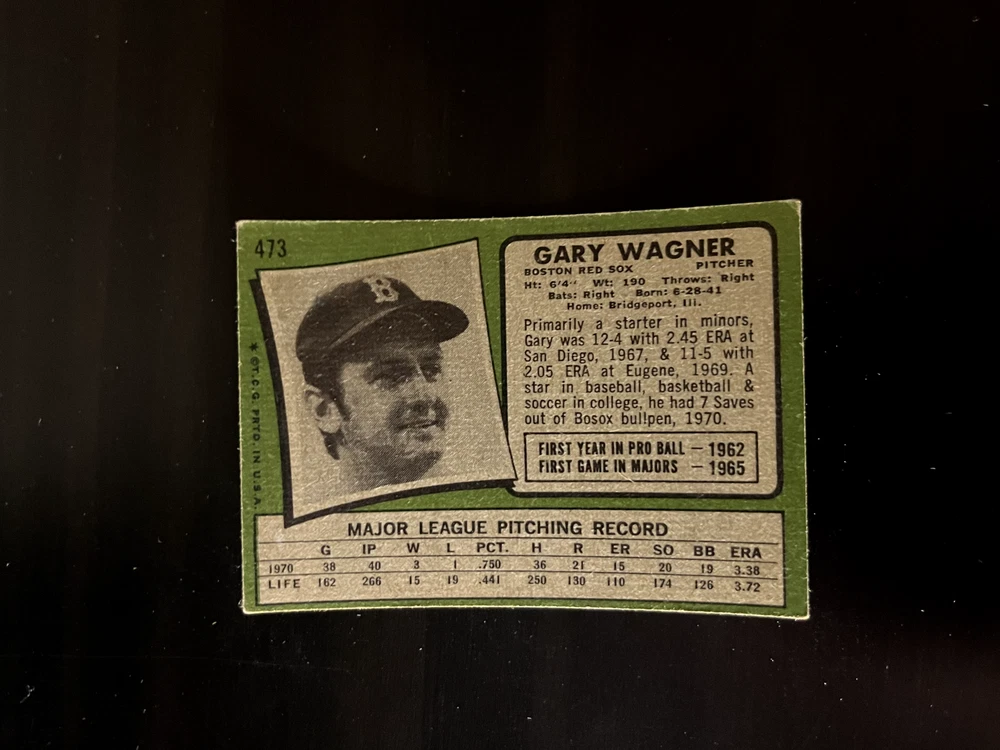 473
B
* ©T.C.G. PRTD. IN U.S.A.
GARY WAGNER
BOSTON RED SOX PITCHER
Ht: 6'4" Wt: 190 Throws: Right
Bats: Right Born: 6-28-41
Home: Bridgeport, Ill.
Primarily a starter in minors,
Gary was 12-4 with 2.45 ERA at
San Diego, 1967, & 11-5 with
2.05 ERA at Eugene, 1969. A
star in baseball, basketball &
soccer in college, he had 7 Saves
out of Bosox bullpen, 1970.
FIRST YEAR IN PRO BALL — 1962
FIRST GAME IN MAJORS — 1965
MAJOR LEAGUE PITCHING RECORD
G IP W L PCT. H R ER SO BB ERA
1970 38 40 3 1 .750 36 21 15 20 19 3.38
LIFE 162 266 15 19 .441 250 130 110 174 126 3.72